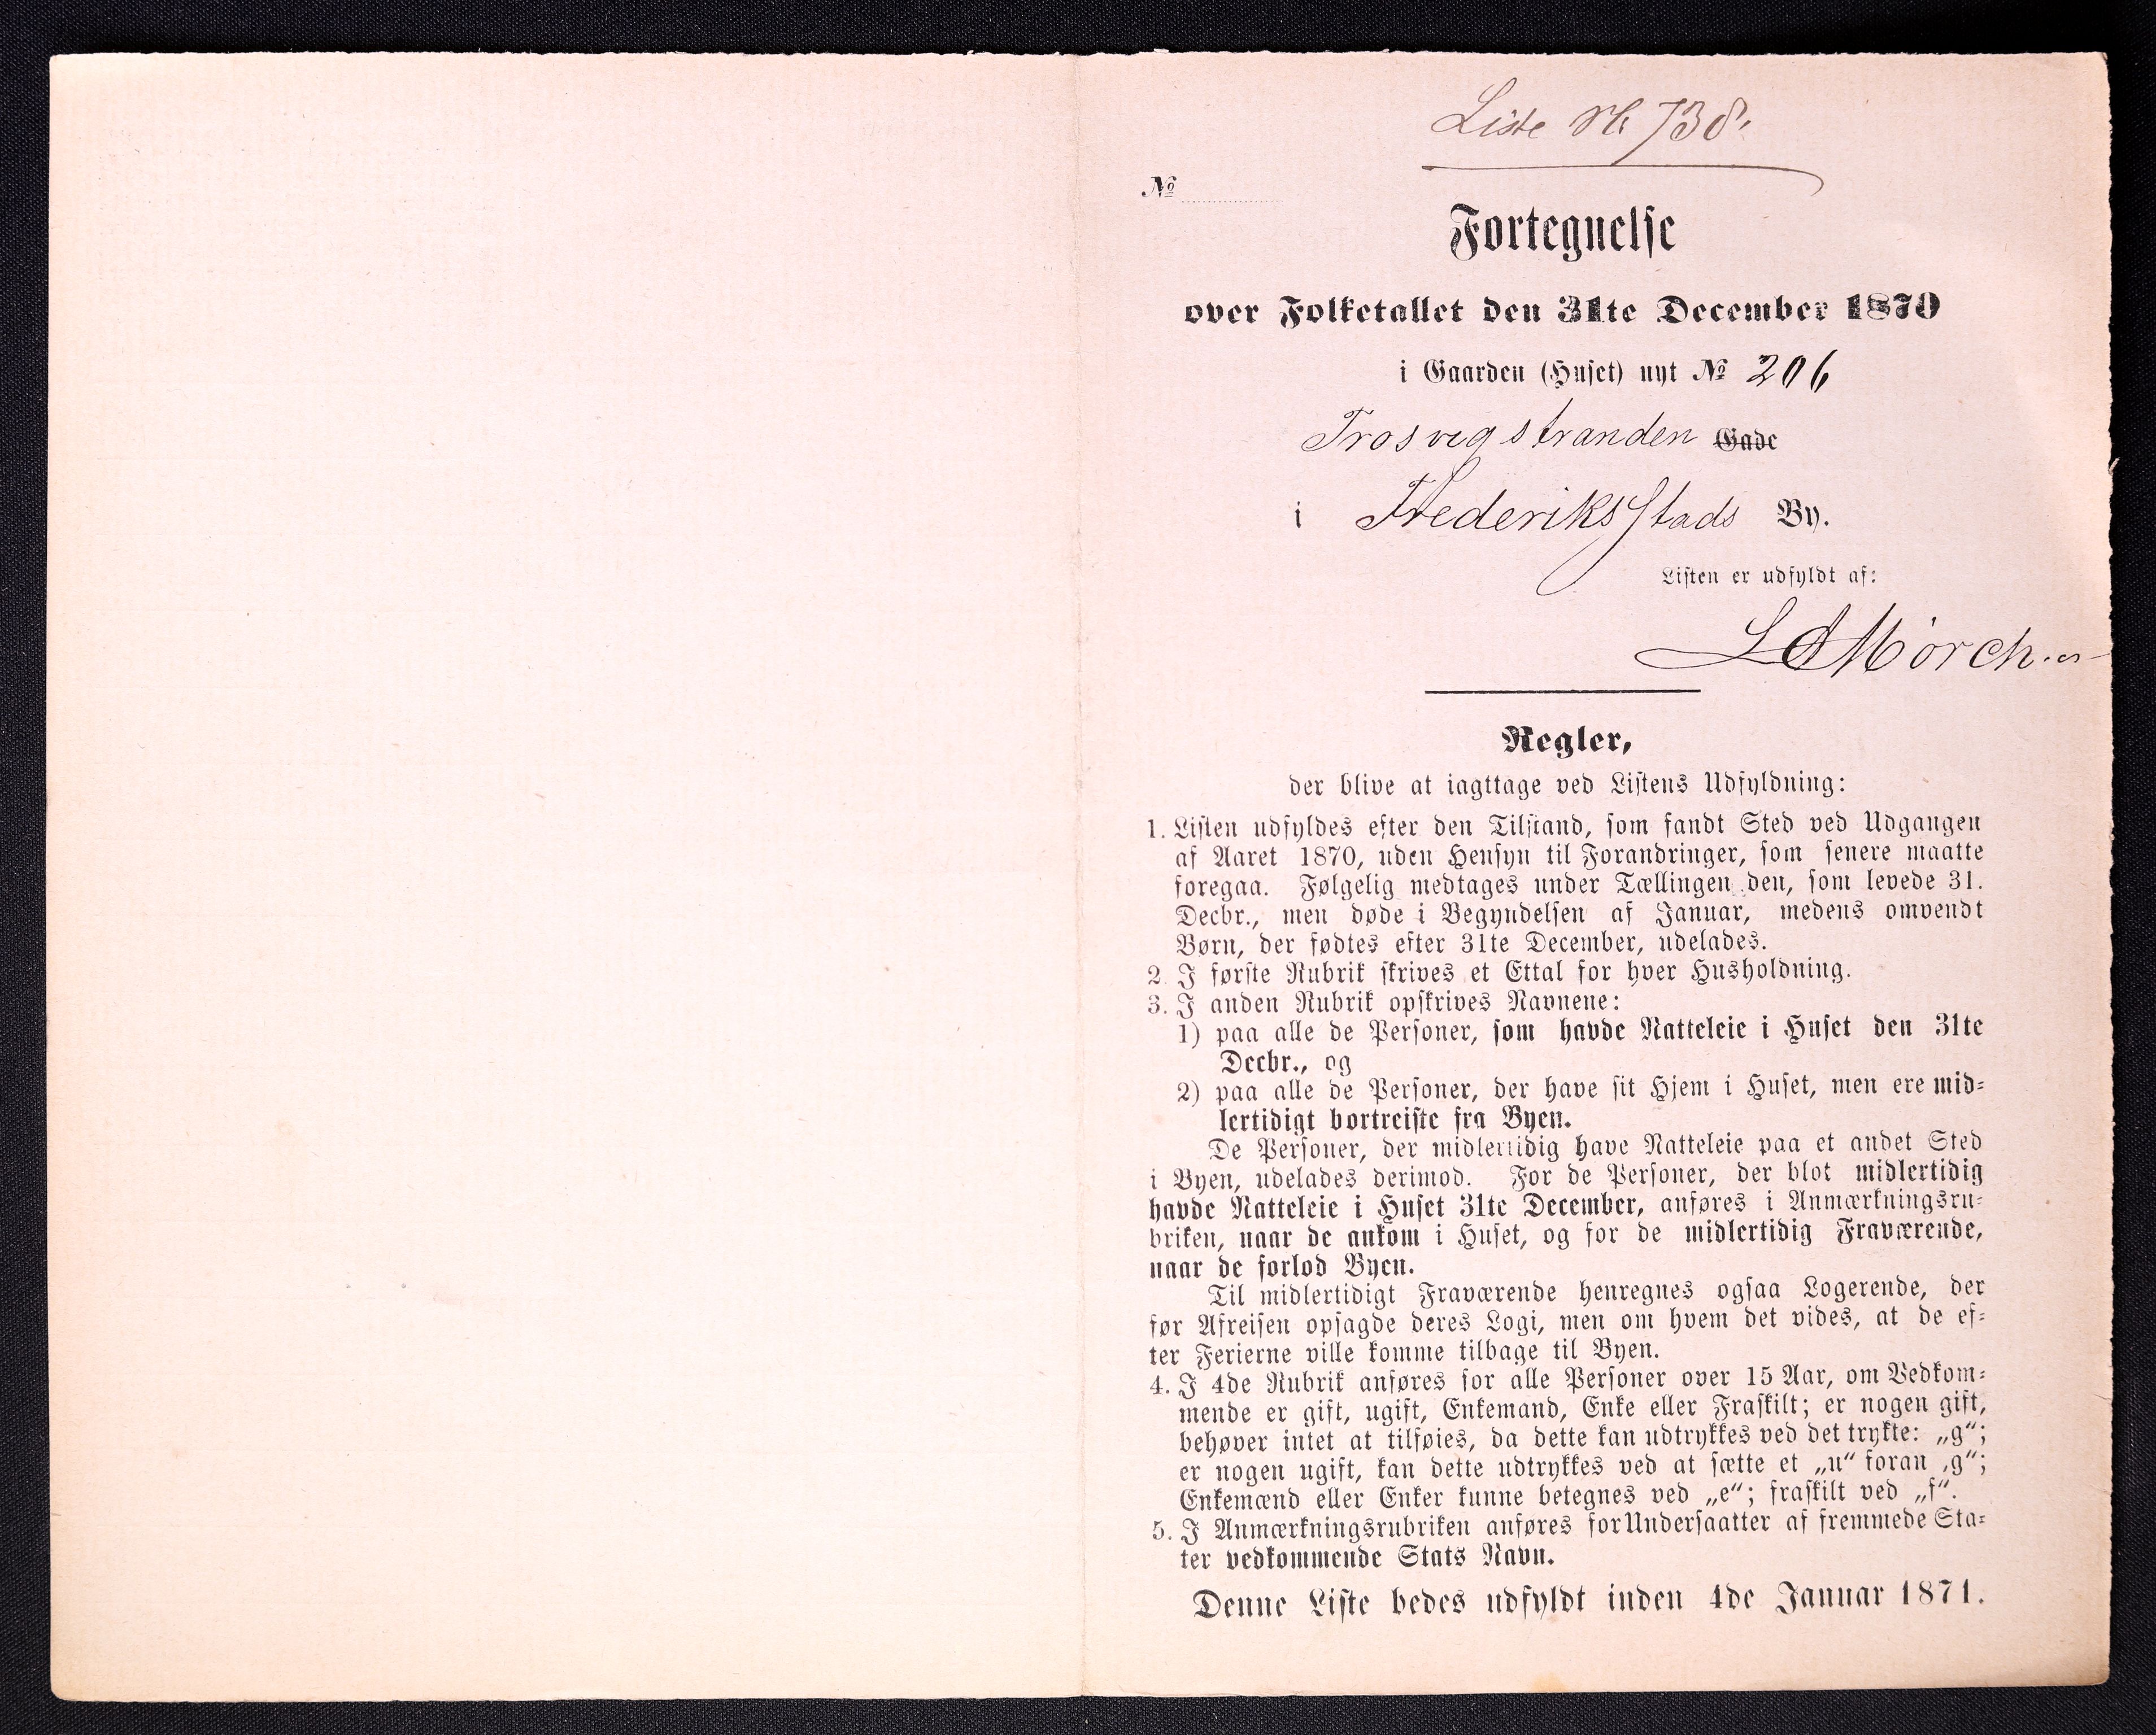 Liste № 738.
№
Fortegnelse
over Folketallet den 31te December 1870
i Gaarden (Huset) nyt № 206
Trosvigstranden Gade
i Frederiksstads By.
Listen er udfyldt af:
L Mörch
Regler,
der blive at iagttage ved Listens Udfyldning:
1. Listen udfyldes efter den Tilstand, som fandt Sted ved Udgangen
af Aaret 1870, uden Hensyn til Forandringer, som senere maatte
foregaa. Følgelig medtages under Tællingen den, som levede 31.
Decbr., men døde i Begyndelsen af Januar, medens omvendt
Børn, der fødtes efter 31te December, udelades.
2. I første Rubrik skrives et Ettal for hver Husholdning.
3. I anden Rubrik opskrives Navnene:
1) paa alle de Personer, som havde Natteleie i Huset den 31te
Decbr., og
2) paa alle de Personer, der have sit Hjem i Huset, men ere mid-
lertidigt bortreiste fra Byen.
De Personer, der midlertidig have Natteleie paa et andet Sted
i Byen, udelades derimod. For de Personer, der blot midlertidig
havde Natteleie i Huset 31te December, anføres i Anmærkningsru-
briken, naar de ankom i Huset, og for de midlertidig Fraværende,
naar de forlod Byen.
Til midlertidigt Fraværende henregnes ogsaa Logerende, der
før Afreisen opsagde deres Logi, men om hvem det vides, at de ef-
ter Ferierne ville komme tilbage til Byen.
4. I 4de Rubrik anføres for alle Personer over 15 Aar, om Vedkom-
mende er gift, ugift, Enkemand, Enke eller Fraskilt; er nogen gift,
behøver intet at tilføies, da dette kan udtrykkes ved det trykte: „g“;
er nogen ugift, kan dette udtrykkes ved at sætte et „u“ foran ‚g“;
Enkemænd eller Enker kunne betegnes ved „e“; fraskilt ved „f“.
5. I Anmærkningsrubriken anføres for Undersaatter af fremmede Sta-
ter vedkommende Stats Navn.
Denne Liste bedes udfyldt inden 4de Januar 1871.